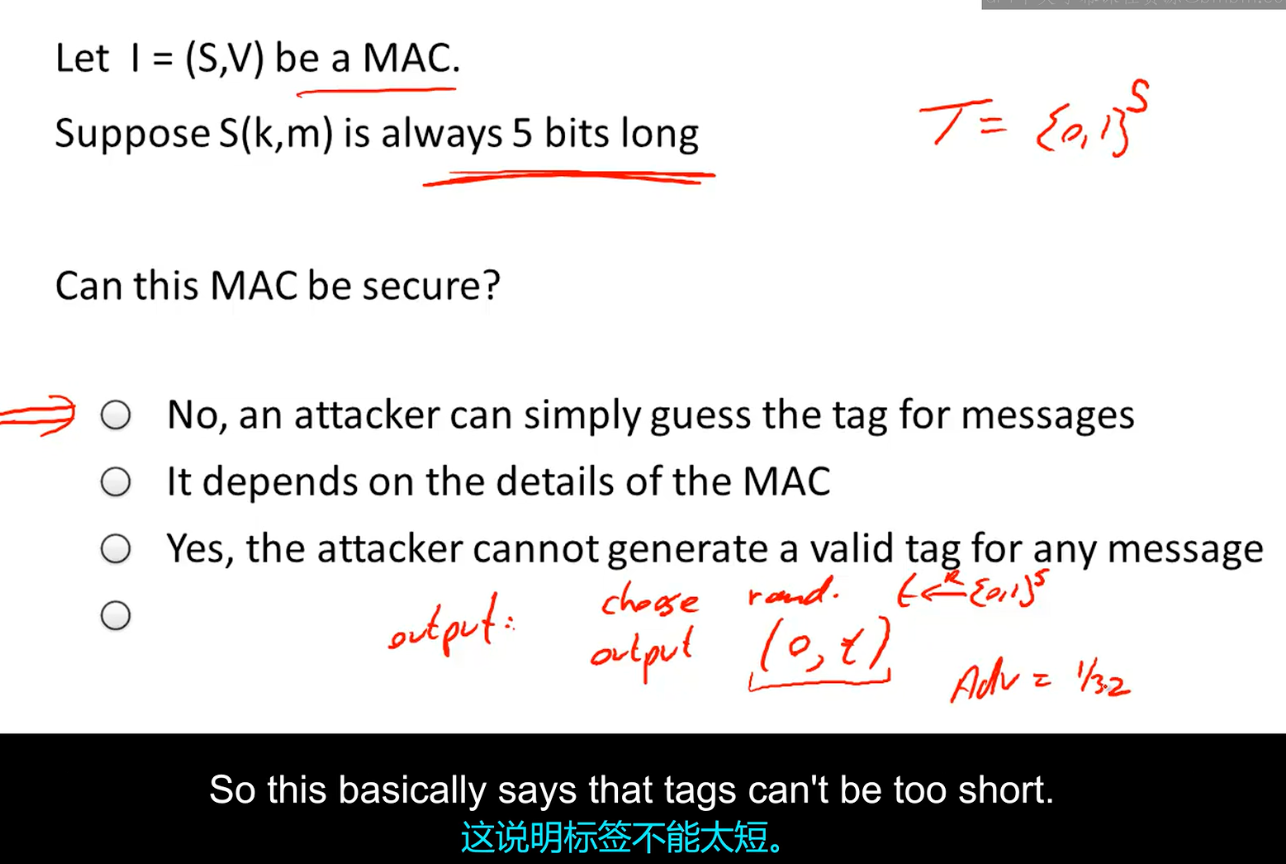 Let I = (S,V) be a MAC.
Suppose S(k,m) is always 5 bits long
T = {0,1}^5
Can this MAC be secure?
No, an attacker can simply guess the tag for messages
It depends on the details of the MAC
Yes, the attacker cannot generate a valid tag for any message
output: choose rand. t ←R {0,1}^5
output (0, t)
Adv = 1/32
So this basically says that tags can't be too short.
这说明标签不能太短。